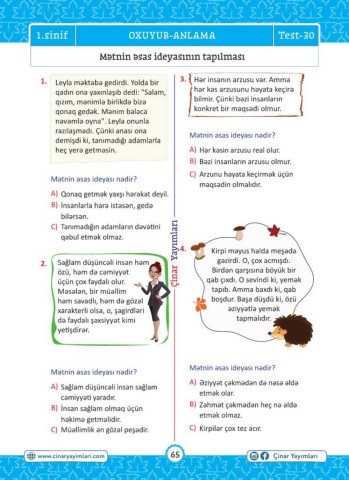 1.sinif
OXUYUB-ANLAMA
Test-30
Mətnin əsas ideyasının tapılması
1.
Leyla məktəbə gedirdi. Yolda bir
qadın ona yaxınlaşıb dedi: "Salam,
qızım, mənimlə birlikdə bizə
qonaq gedək. Mənim balaca
nəvəmlə oyna". Leyla onunla
razılaşmadı. Çünki anası ona
demişdi ki, tanımadığı adamlarla
heç yerə getməsin.
Mətnin əsas ideyası nədir?
A) Qonaq getmək yaxşı hərəkət deyil.
B) İnsanlarla hara istəsən, gedə
bilərsən.
C) Tanımadığın adamların dəvətini
qəbul etmək olmaz.
2.
Sağlam düşüncəli insan həm
özü, həm də cəmiyyət
üçün çox faydalı olur.
Məsələn, bir müəllim
həm savadlı, həm də gözəl
xarakterli olsa, o, şagirdləri
də faydalı şəxsiyyət kimi
yetişdirər.
Mətnin əsas ideyası nədir?
A) Sağlam düşüncəli insan sağlam
cəmiyyəti yaradır.
B) İnsan sağlam olmaq üçün
həkimə getməlidir.
C) Müəllimlik ən gözəl peşədir.
Çinar Yayımları
3.
Hər insanın arzusu var. Amma
hər kəs arzusunu həyata keçirə
bilmir. Çünki bəzi insanların
konkret bir məqsədi olmur.
Mətnin əsas ideyası nədir?
A) Hər kəsin arzusu real olur.
B) Bəzi insanların arzusu olmur.
C) Arzunu həyata keçirmək üçün
məqsədin olmalıdır.
4.
Kirpi məyus halda meşədə
gəzirdi. O, çox acmışdı.
Birdən qarşısına böyük bir
qab çıxdı. O sevindi ki, yemək
tapıb. Amma baxdı ki, qab
boşdur. Başa düşdü ki, özü
əziyyətlə yemək
tapmalıdır.
Mətnin əsas ideyası nədir?
A) Əziyyət çəkmədən də nəsə əldə
etmək olar.
B) Zəhmət çəkmədən heç nə əldə
etmək olmaz.
C) Kirpilər çox tez acır.
www.cinaryayimlari.com
65
Çinar Yayımları